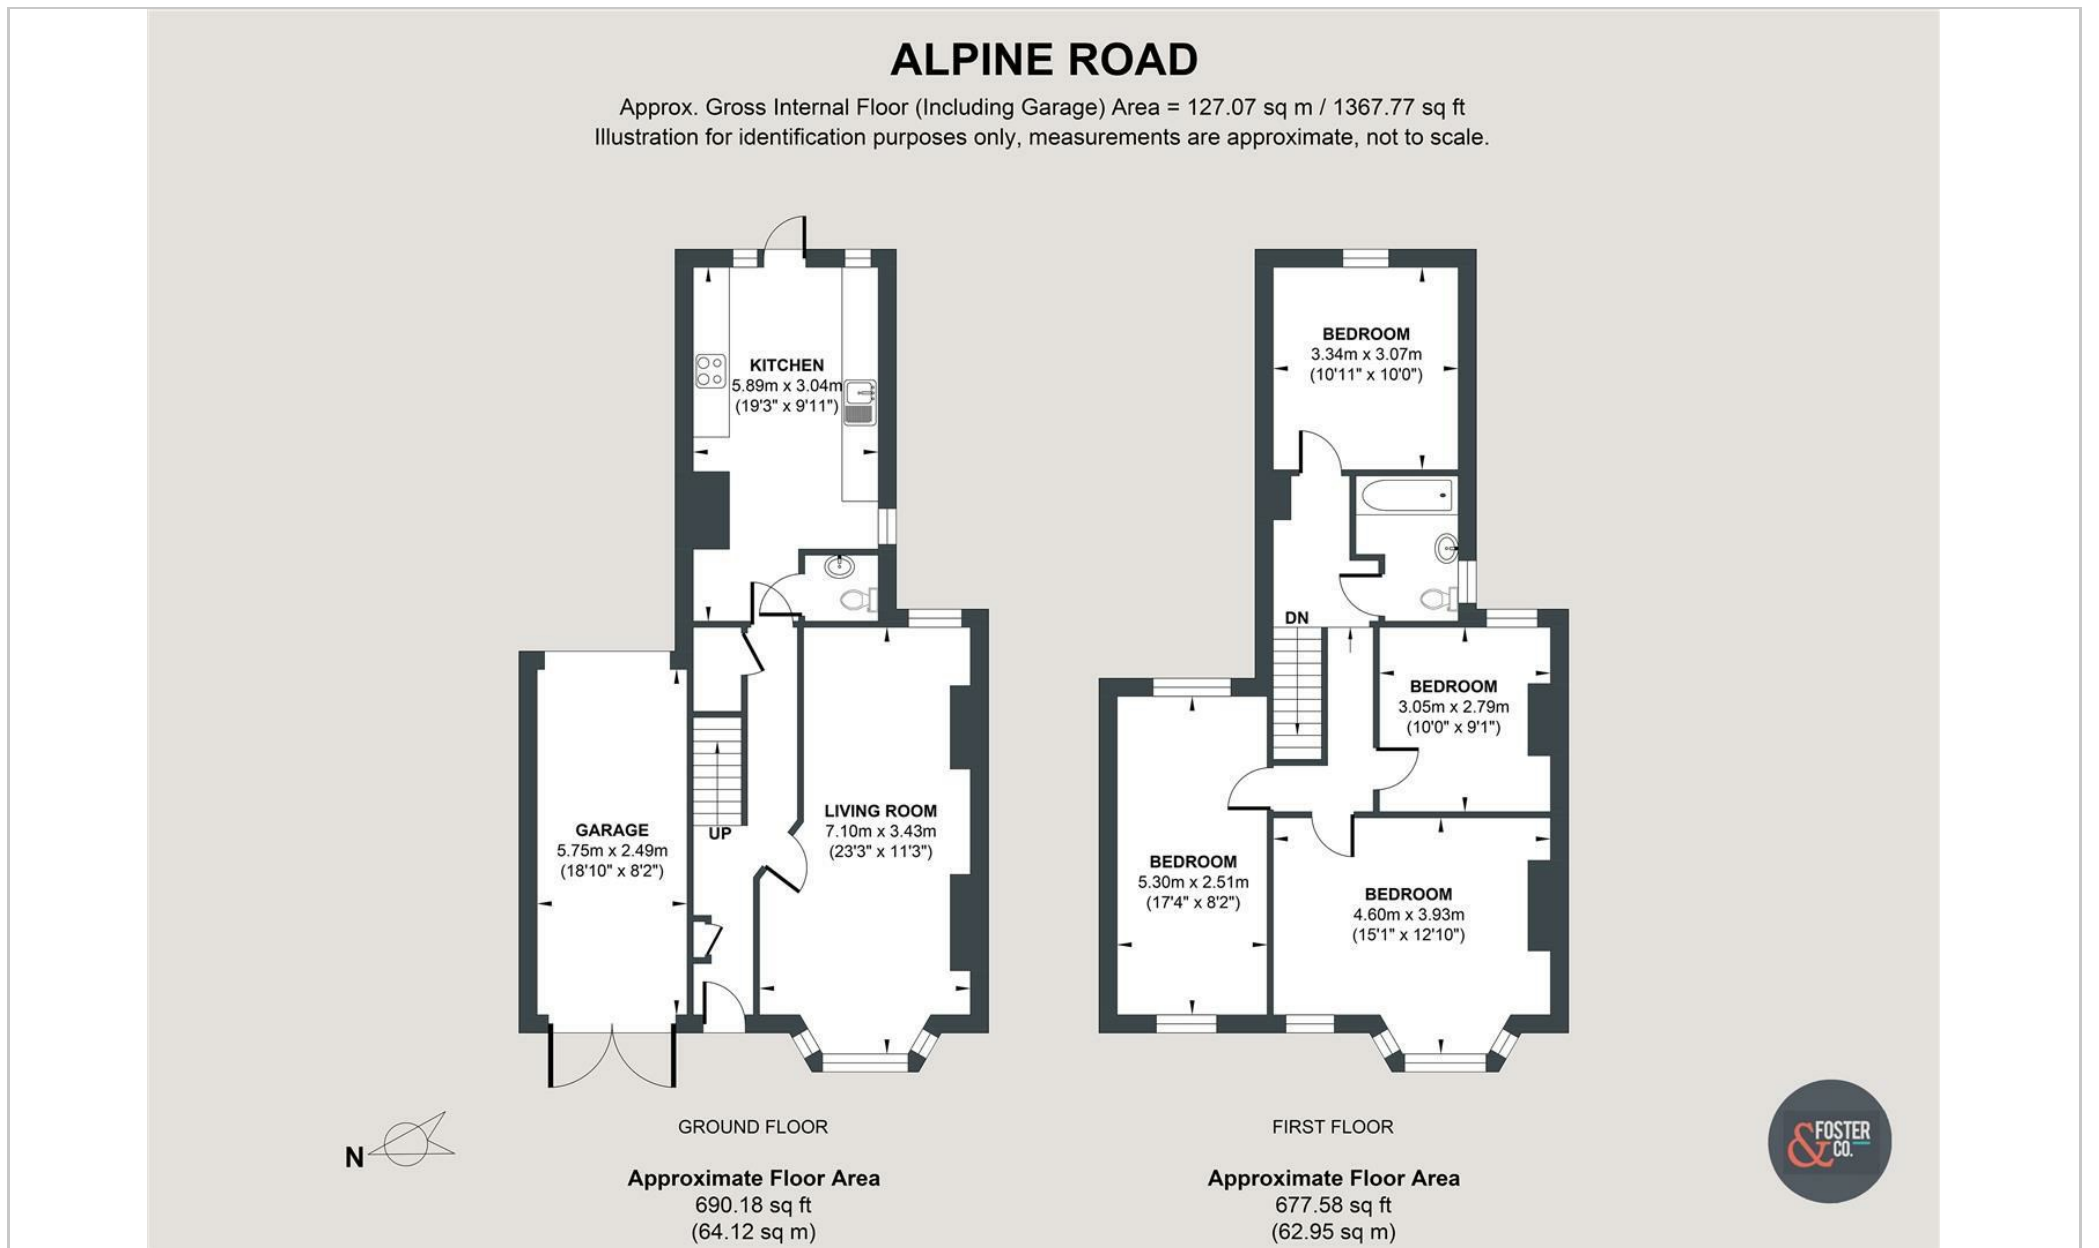 ALPINE ROAD
Approx. Gross Internal Floor (Including Garage) Area = 127.07 sq m / 1367.77 sq ft
Illustration for identification purposes only, measurements are approximate, not to scale.
KITCHEN
5.89m x 3.04m
(19'3" x 9'11")
GARAGE
5.75m x 2.49m
(18'10" x 8'2")
UP
LIVING ROOM
7.10m x 3.43m
(23'3" x 11'3")
BEDROOM
3.34m x 3.07m
(10'11" x 10'0")
DN
BEDROOM
3.05m x 2.79m
(10'0" x 9'1")
BEDROOM
5.30m x 2.51m
(17'4" x 8'2")
BEDROOM
4.60m x 3.93m
(15'1" x 12'10")
N
GROUND FLOOR
Approximate Floor Area
690.18 sq ft
(64.12 sq m)
FIRST FLOOR
Approximate Floor Area
677.58 sq ft
(62.95 sq m)
&FOSTER
CO.